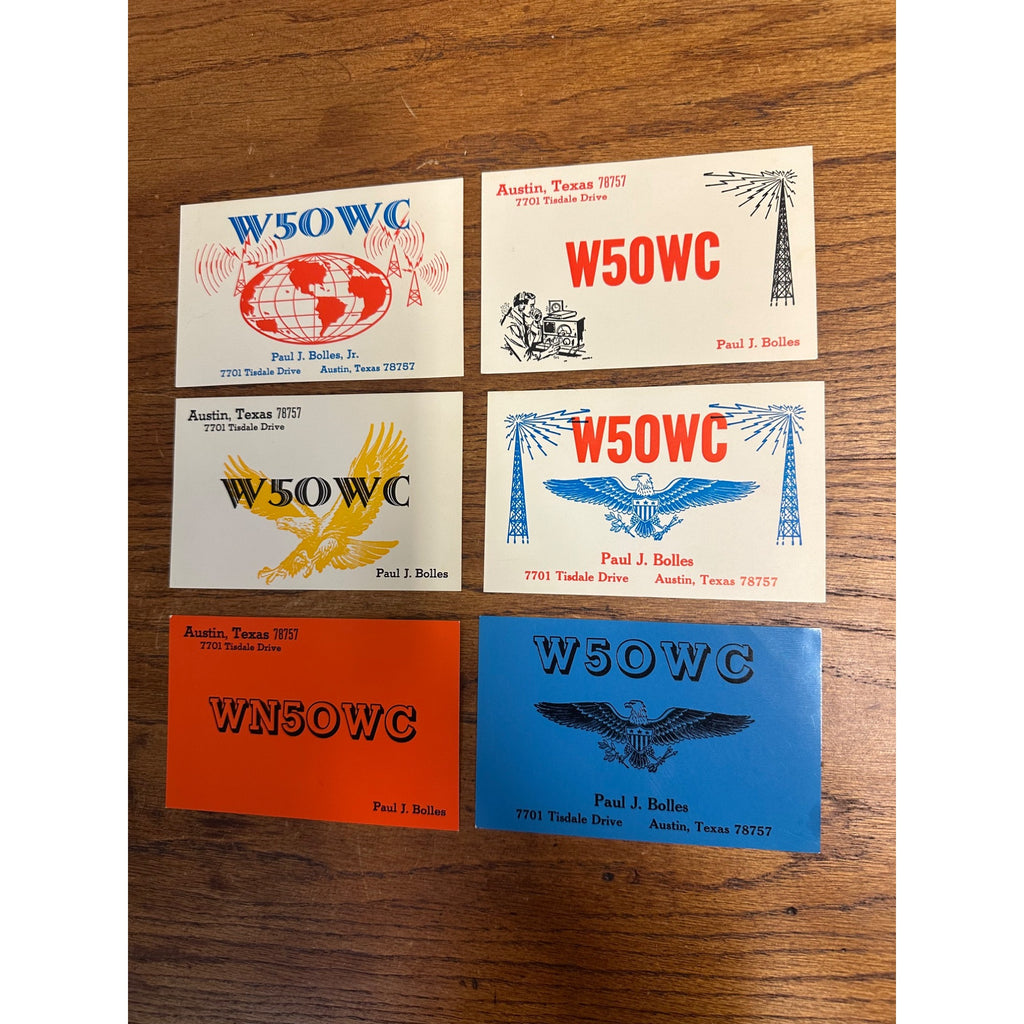 W5OWC
Paul J. Bolles, Jr.
7701 Tisdale Drive Austin, Texas 78757
Austin, Texas 78757
7701 Tisdale Drive
W5OWC
Paul J. Bolles
Austin, Texas 78757
7701 Tisdale Drive
W5OWC
Paul J. Bolles
W5OWC
Paul J. Bolles
7701 Tisdale Drive Austin, Texas 78757
Austin, Texas 78757
7701 Tisdale Drive
WN5OWC
Paul J. Bolles
W5OWC
Paul J. Bolles
7701 Tisdale Drive Austin, Texas 78757